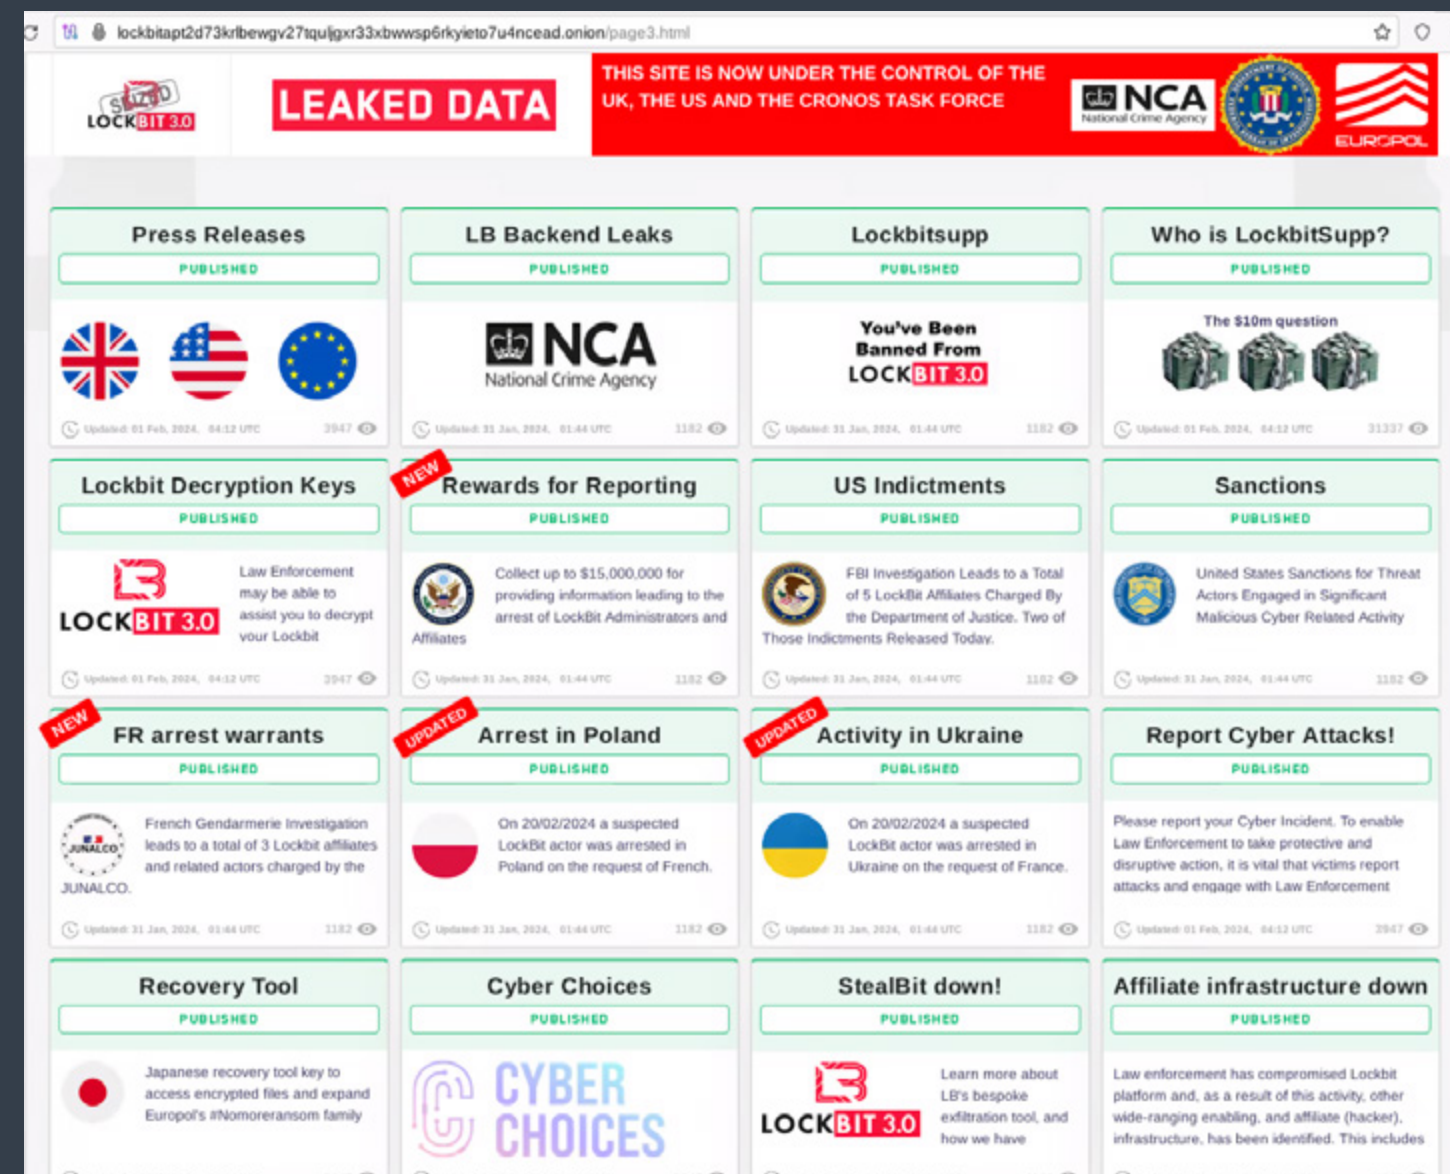 lockbitapt2d73krlbewgv27tquljgxr33xbwwsp6rkyieto7u4ncead.onion/page3.html
SEIZED
LOCKBIT 3.0
LEAKED DATA
THIS SITE IS NOW UNDER THE CONTROL OF THE
UK, THE US AND THE CRONOS TASK FORCE
NCA
National Crime Agency
EUROPOL
Press Releases
PUBLISHED
Updated: 01 Feb, 2024, 04:12 UTC
3947
LB Backend Leaks
PUBLISHED
NCA
National Crime Agency
Updated: 31 Jan, 2024, 01:44 UTC
1182
Lockbitsupp
PUBLISHED
You've Been
Banned From
LOCKBIT 3.0
Updated: 31 Jan, 2024, 01:44 UTC
1182
Who is LockbitSupp?
PUBLISHED
The $10m question
Updated: 01 Feb, 2024, 04:12 UTC
31337
Lockbit Decryption Keys
PUBLISHED
LOCKBIT 3.0
Law Enforcement
may be able to
assist you to decrypt
your Lockbit
Updated: 01 Feb, 2024, 04:12 UTC
3947
NEW
Rewards for Reporting
PUBLISHED
Collect up to $15,000,000 for
providing information leading to the
arrest of LockBit Administrators and
Affiliates
Updated: 31 Jan, 2024, 01:44 UTC
1182
US Indictments
PUBLISHED
FBI Investigation Leads to a Total
of 5 LockBit Affiliates Charged By
the Department of Justice. Two of
Those Indictments Released Today.
Updated: 31 Jan, 2024, 01:44 UTC
1182
Sanctions
PUBLISHED
United States Sanctions for Threat
Actors Engaged in Significant
Malicious Cyber Related Activity
Updated: 31 Jan, 2024, 01:44 UTC
1182
NEW
FR arrest warrants
PUBLISHED
JUNALCO
French Gendarmerie Investigation
leads to a total of 3 Lockbit affiliates
and related actors charged by the
JUNALCO.
Updated: 31 Jan, 2024, 01:44 UTC
1182
UPDATED
Arrest in Poland
PUBLISHED
On 20/02/2024 a suspected
LockBit actor was arrested in
Poland on the request of French.
Updated: 31 Jan, 2024, 01:44 UTC
1182
UPDATED
Activity in Ukraine
PUBLISHED
On 20/02/2024 a suspected
LockBit actor was arrested in
Ukraine on the request of France.
Updated: 31 Jan, 2024, 01:44 UTC
1182
Report Cyber Attacks!
PUBLISHED
Please report your Cyber Incident. To enable
Law Enforcement to take protective and
disruptive action, it is vital that victims report
attacks and engage with Law Enforcement
Updated: 01 Feb, 2024, 04:12 UTC
3947
Recovery Tool
PUBLISHED
Japanese recovery tool key to
access encrypted files and expand
Europol's #Nomoreransom family
Cyber Choices
PUBLISHED
CYBER
CHOICES
StealBit down!
PUBLISHED
LOCKBIT 3.0
Learn more about
LB's bespoke
exfiltration tool, and
how we have
Affiliate infrastructure down
PUBLISHED
Law enforcement has compromised Lockbit
platform and, as a result of this activity, other
wide-ranging enabling, and affiliate (hacker),
infrastructure, has been identified. This includes